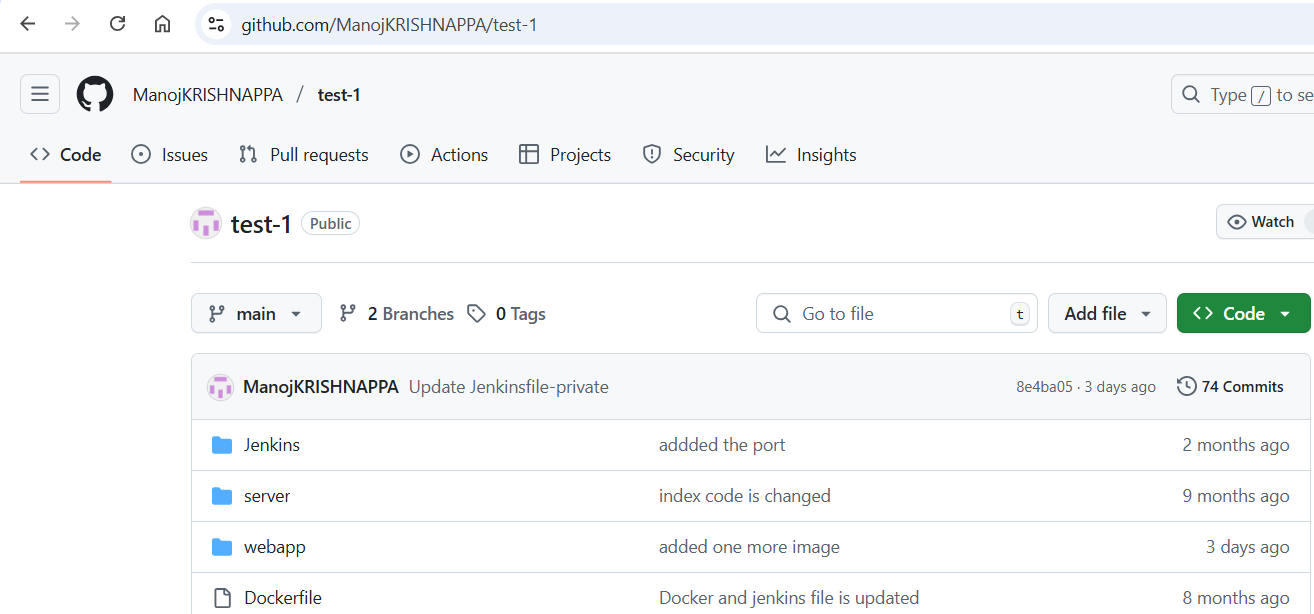 github.com/ManojKRISHNAPPA/test-1
ManojKRISHNAPPA / test-1
Type / to se
Code Issues Pull requests Actions Projects Security Insights
test-1 Public
Watch
main 2 Branches 0 Tags Go to file t Add file Code
ManojKRISHNAPPA Update Jenkinsfile-private 8e4ba05 · 3 days ago 74 Commits
Jenkins addded the port 2 months ago
server index code is changed 9 months ago
webapp added one more image 3 days ago
Dockerfile Docker and jenkins file is updated 8 months ago